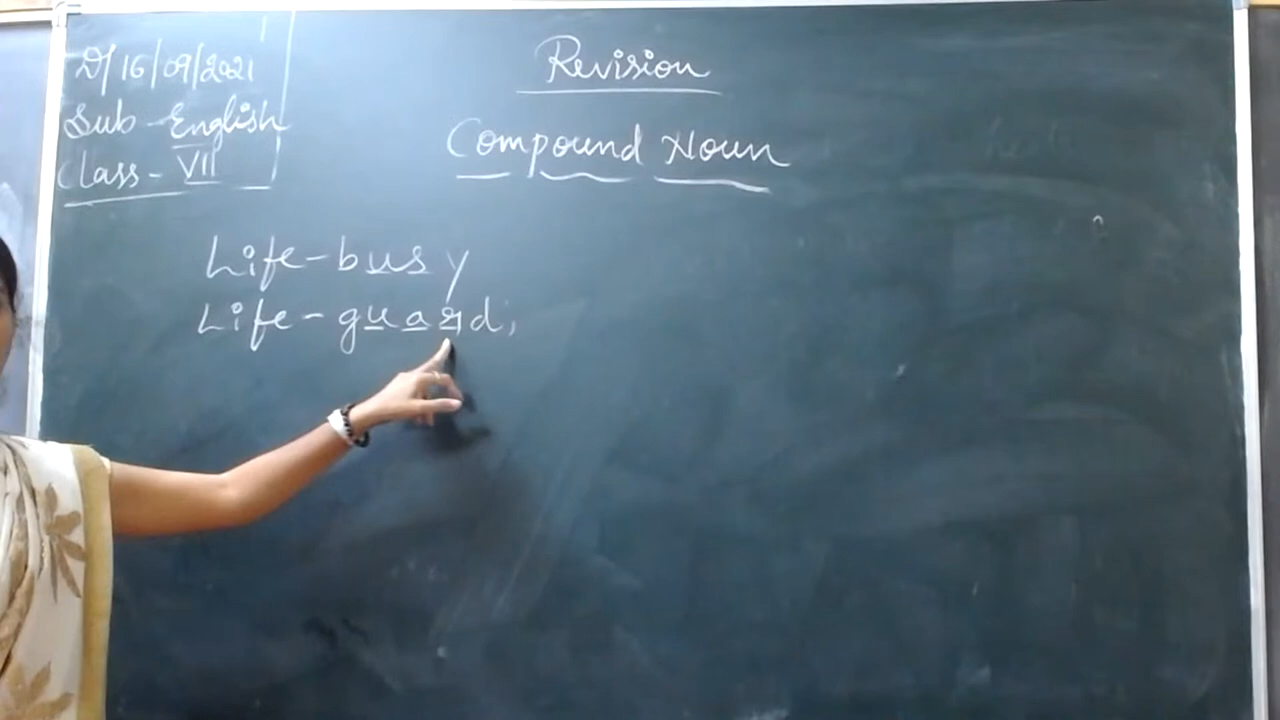 D/16/09/2021
Sub - English
Class - VII
Revision
Compound Noun
Life-busy
Life-guard;